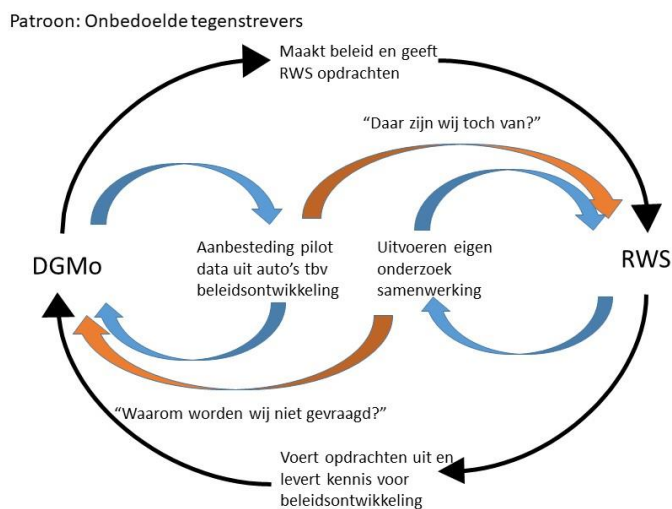 Patroon: Onbedoelde tegenstrevers
Maakt beleid en geeft
RWS opdrachten
“Daar zijn wij toch van?”
DGMo
Aanbesteding pilot
data uit auto’s tbv
beleidsontwikkeling
Uitvoeren eigen
onderzoek
samenwerking
RWS
“Waarom worden wij niet gevraagd?”
Voert opdrachten uit en
levert kennis voor
beleidsontwikkeling